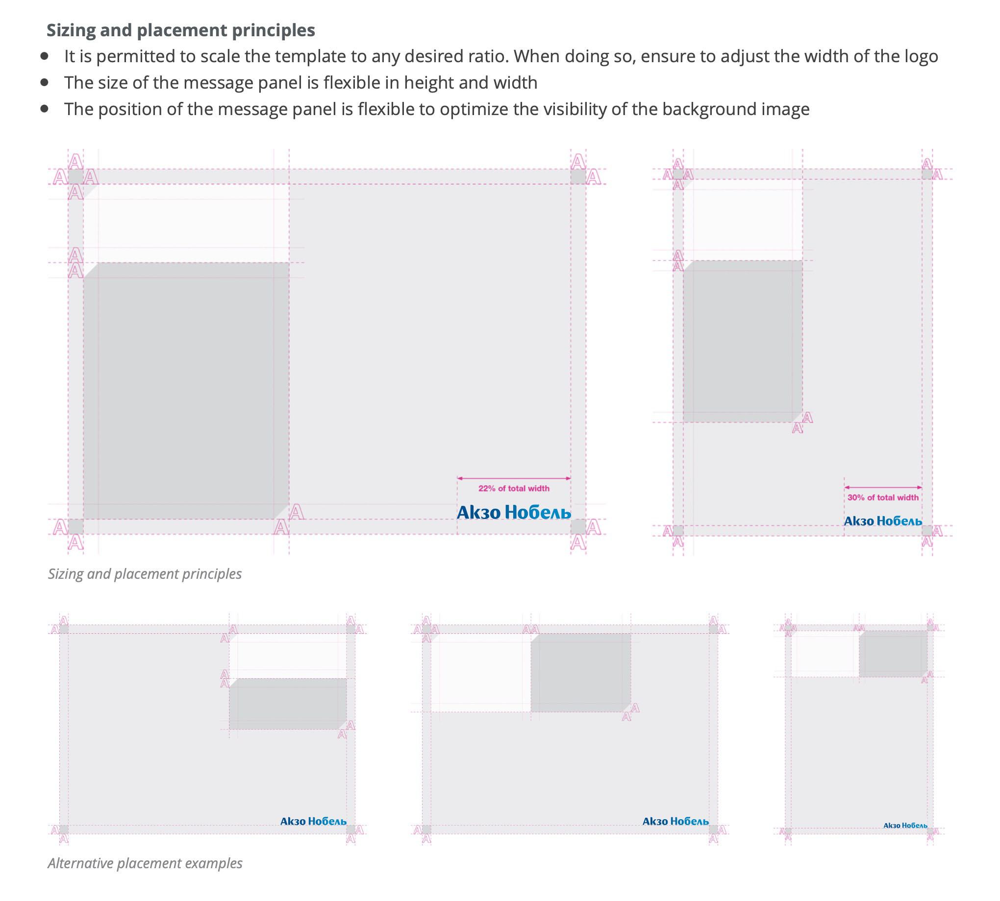 Sizing and placement principles
• It is permitted to scale the template to any desired ratio. When doing so, ensure to adjust the width of the logo
• The size of the message panel is flexible in height and width
• The position of the message panel is flexible to optimize the visibility of the background image
A A
A A A
A
A
A
22% of total width
Акзо Нобель
A
A A A
A A
A A
A A A
A
A
A
A
A
30% of total width
Акзо Нобель
A A
A A
Sizing and placement principles
A A A
A A
A
A
A
A
A
Акзо Нобель
A A
A A
A A
A A A A A
A
A
A
Акзо Нобель
A A
A A
A A
A A A A A
A
A
A
Акзо Нобель
A A
A A
Alternative placement examples